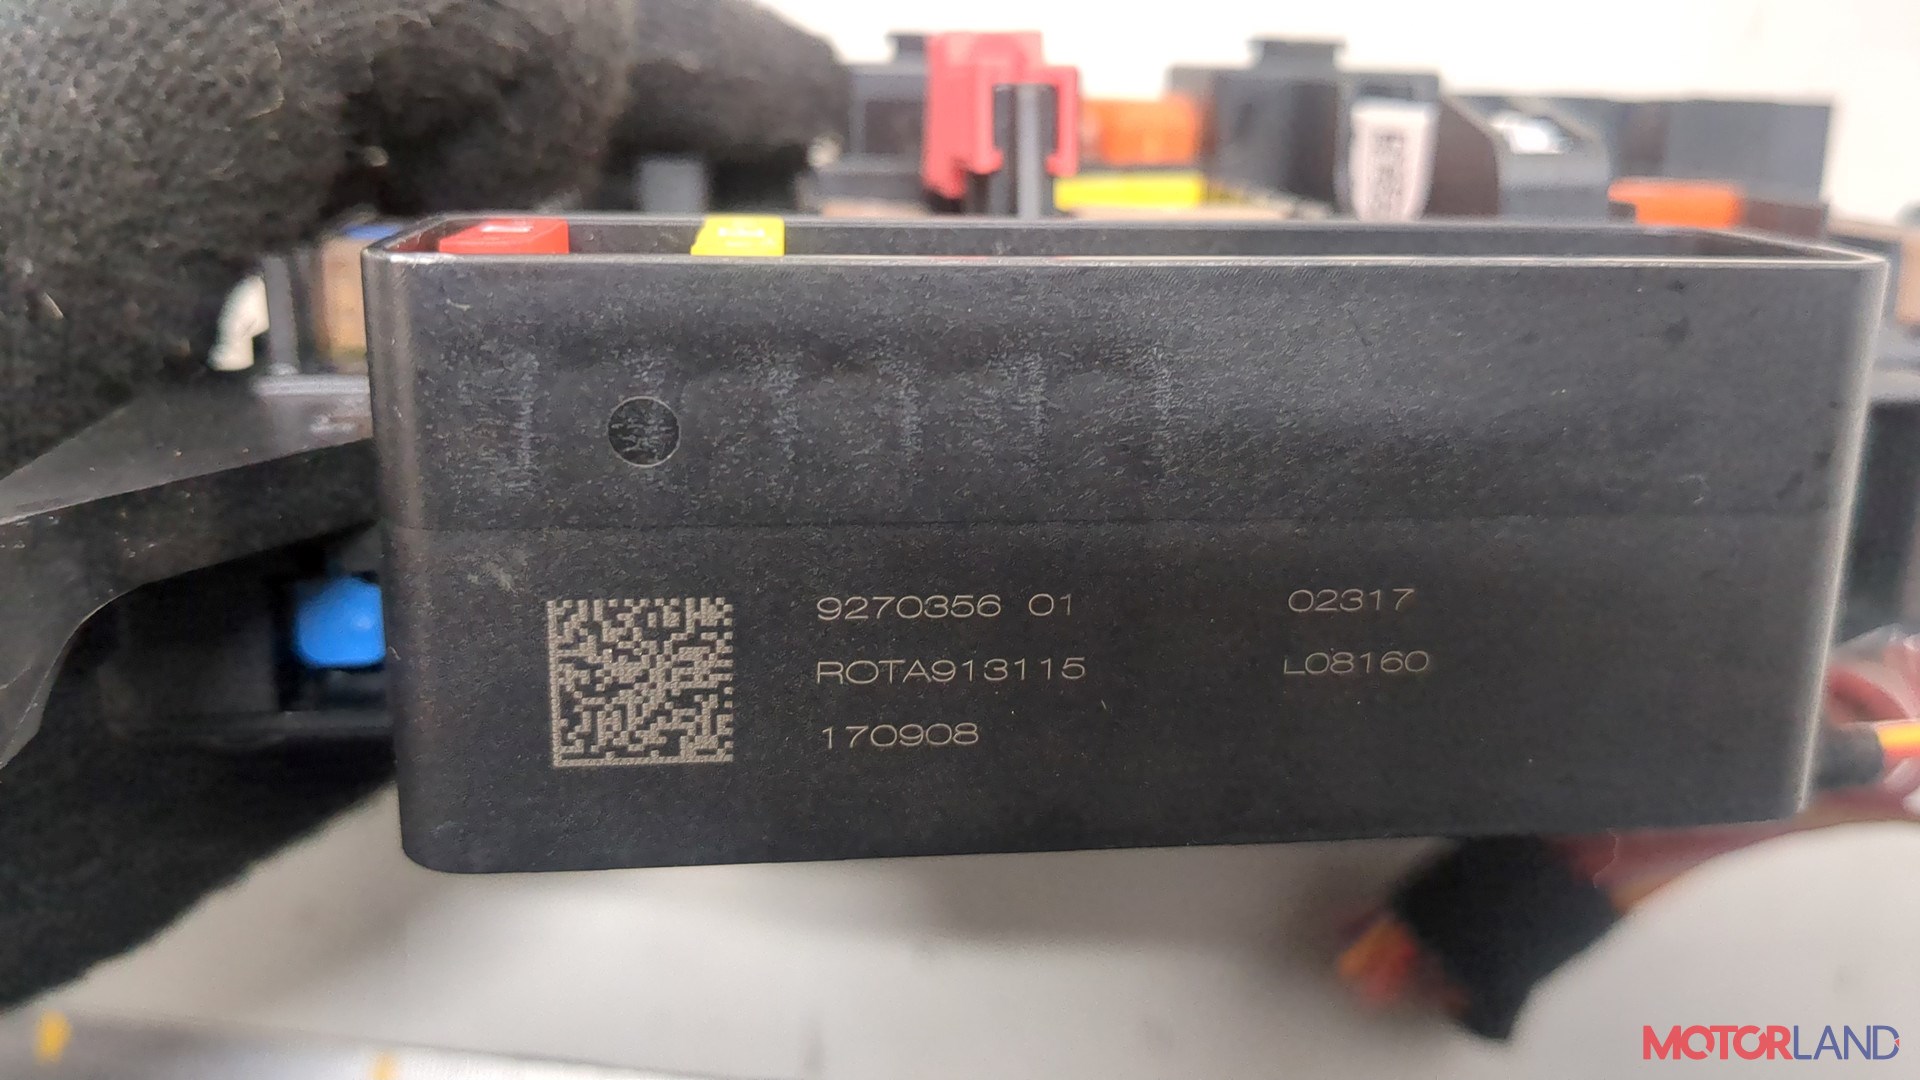 9270356 01
02317
ROTA913115
L08160
170908
MOTORLAND